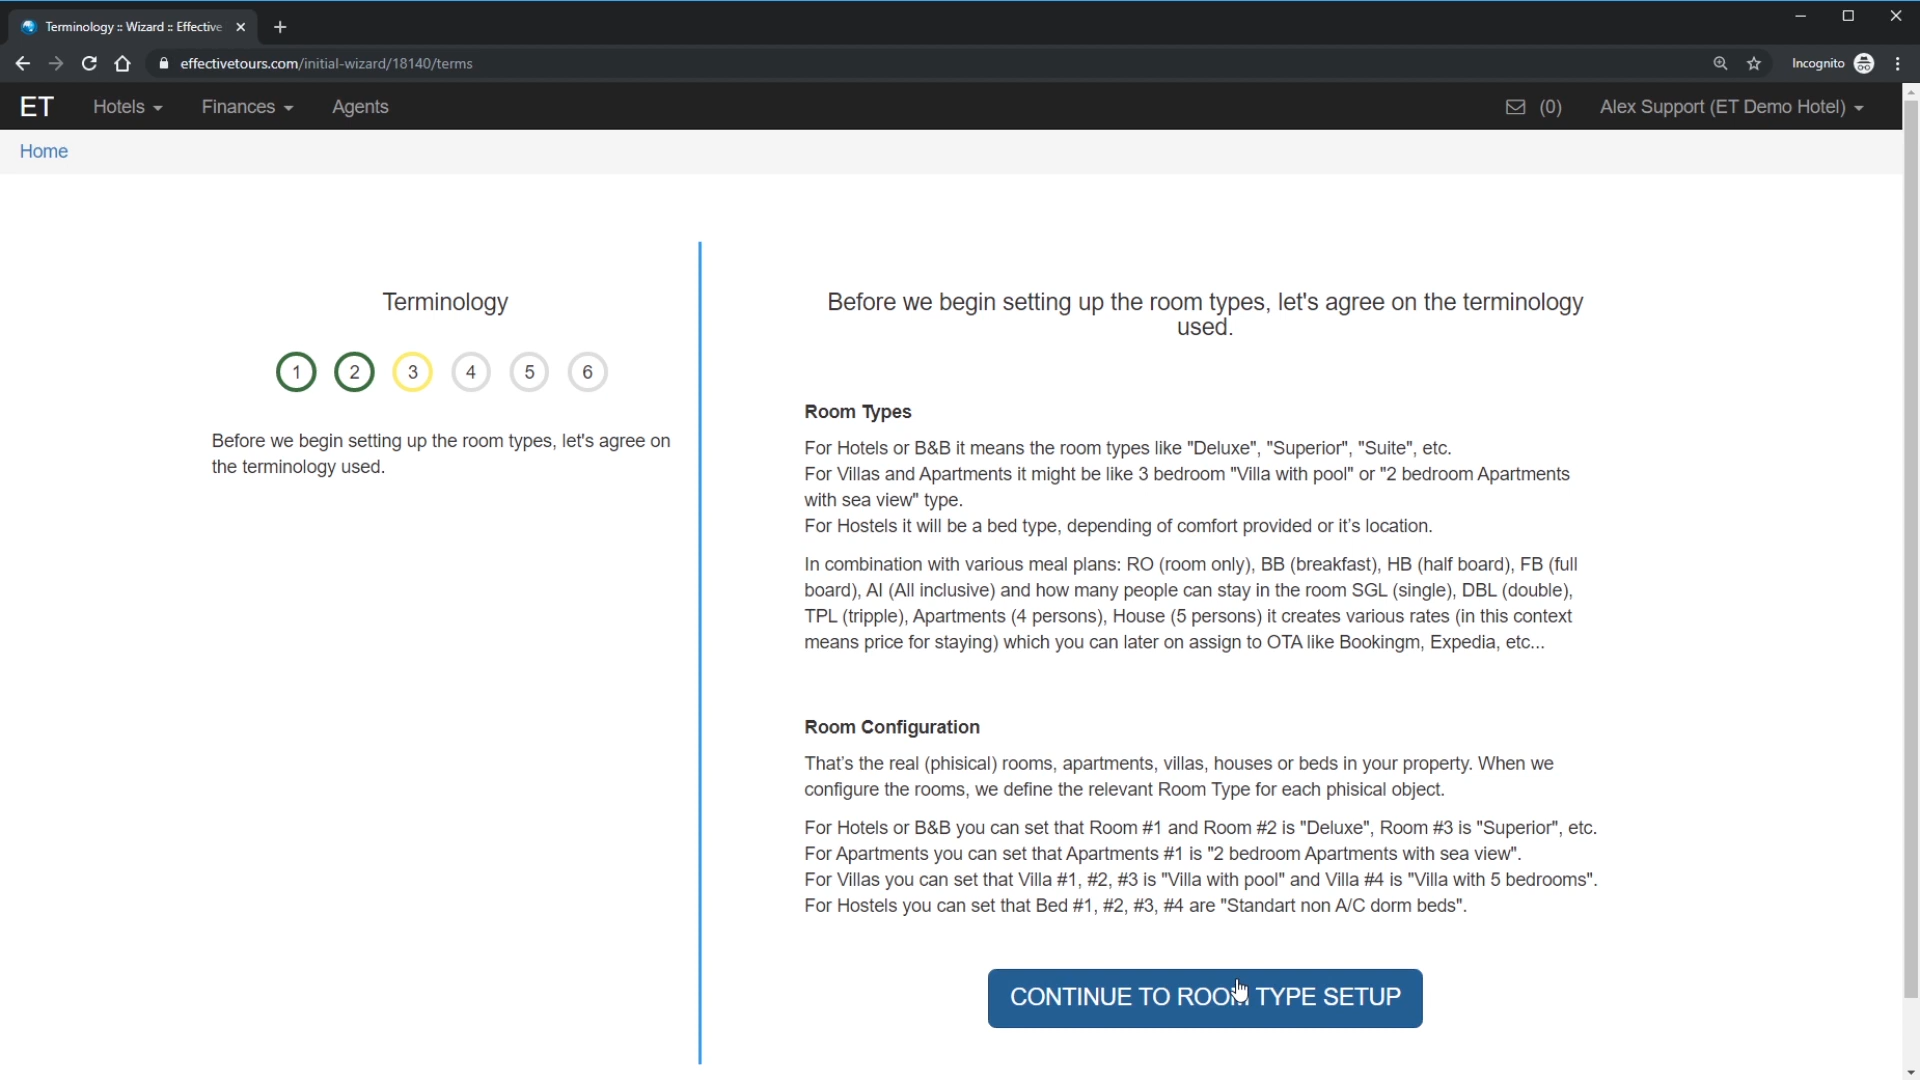 Terminology :: Wizard :: Effective
effectivetours.com/initial-wizard/18140/terms
Incognito
ET
Hotels
Finances
Agents
(0)
Alex Support (ET Demo Hotel)
Home
Terminology
1 2 3 4 5 6
Before we begin setting up the room types, let's agree on
the terminology used.
Before we begin setting up the room types, let's agree on the terminology
used.
Room Types
For Hotels or B&B it means the room types like "Deluxe", "Superior", "Suite", etc.
For Villas and Apartments it might be like 3 bedroom "Villa with pool" or "2 bedroom Apartments
with sea view" type.
For Hostels it will be a bed type, depending of comfort provided or it's location.
In combination with various meal plans: RO (room only), BB (breakfast), HB (half board), FB (full
board), AI (All inclusive) and how many people can stay in the room SGL (single), DBL (double),
TPL (tripple), Apartments (4 persons), House (5 persons) it creates various rates (in this context
means price for staying) which you can later on assign to OTA like Bookingm, Expedia, etc...
Room Configuration
That's the real (phisical) rooms, apartments, villas, houses or beds in your property. When we
configure the rooms, we define the relevant Room Type for each phisical object.
For Hotels or B&B you can set that Room #1 and Room #2 is "Deluxe", Room #3 is "Superior", etc.
For Apartments you can set that Apartments #1 is "2 bedroom Apartments with sea view".
For Villas you can set that Villa #1, #2, #3 is "Villa with pool" and Villa #4 is "Villa with 5 bedrooms".
For Hostels you can set that Bed #1, #2, #3, #4 are "Standart non A/C dorm beds".
CONTINUE TO ROOM TYPE SETUP